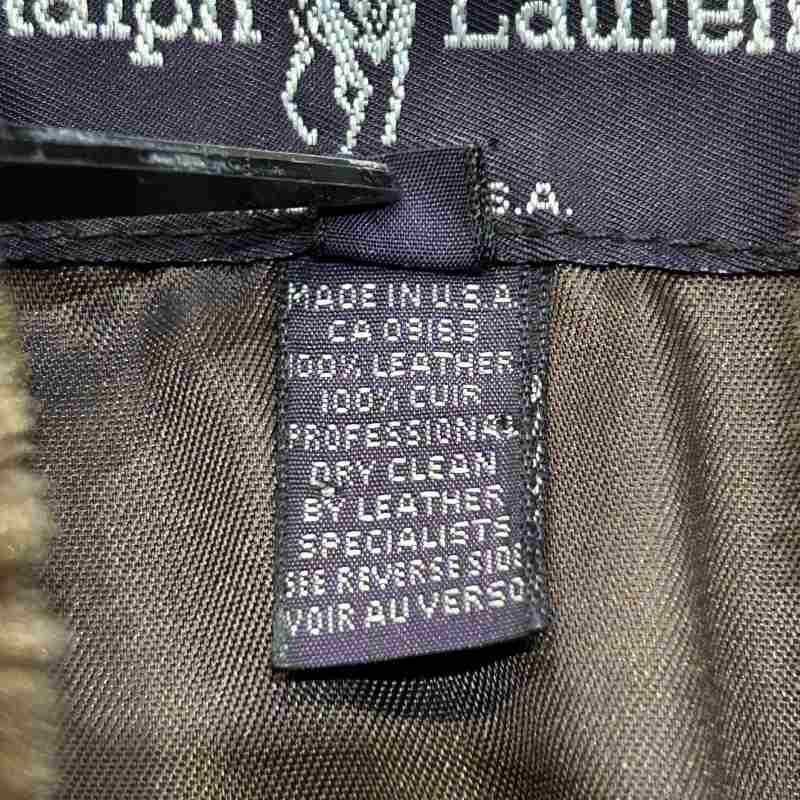 Ralph Lauren
S.A.
MADE IN U.S.A.
CA 03163
100% LEATHER
100% CUIR
PROFESSIONAL
DRY CLEAN
BY LEATHER
SPECIALISTS
SEE REVERSE SIDE
VOIR AU VERSO